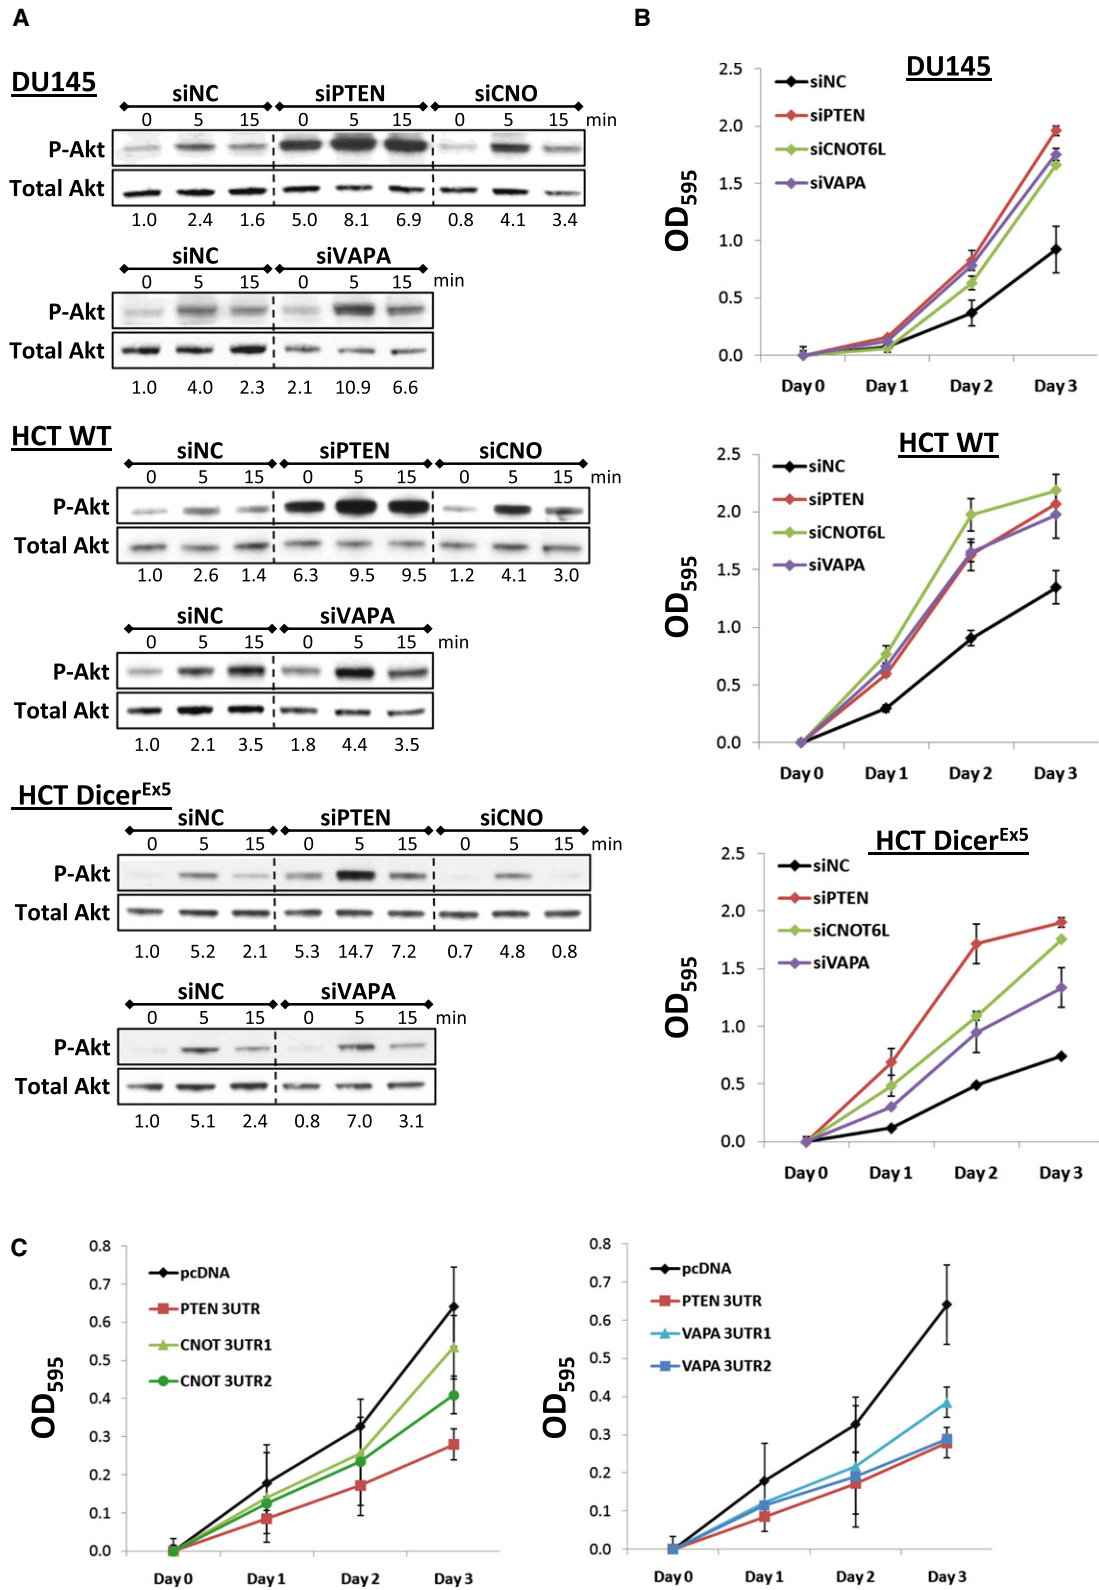 A
DU145
siNC siPTEN siCNO
0 5 15 0 5 15 0 5 15 min
P-Akt
Total Akt
1.0 2.4 1.6 5.0 8.1 6.9 0.8 4.1 3.4
siNC siVAPA
0 5 15 0 5 15 min
P-Akt
Total Akt
1.0 4.0 2.3 2.1 10.9 6.6
HCT WT
siNC siPTEN siCNO
0 5 15 0 5 15 0 5 15 min
P-Akt
Total Akt
1.0 2.6 1.4 6.3 9.5 9.5 1.2 4.1 3.0
siNC siVAPA
0 5 15 0 5 15 min
P-Akt
Total Akt
1.0 2.1 3.5 1.8 4.4 3.5
HCT DicerEx5
siNC siPTEN siCNO
0 5 15 0 5 15 0 5 15 min
P-Akt
Total Akt
1.0 5.2 2.1 5.3 14.7 7.2 0.7 4.8 0.8
siNC siVAPA
0 5 15 0 5 15 min
P-Akt
Total Akt
1.0 5.1 2.4 0.8 7.0 3.1
B
DU145
OD595
2.5
2.0
1.5
1.0
0.5
0.0
siNC
siPTEN
siCNOT6L
siVAPA
Day 0 Day 1 Day 2 Day 3
HCT WT
OD595
2.5
2.0
1.5
1.0
0.5
0.0
siNC
siPTEN
siCNOT6L
siVAPA
Day 0 Day 1 Day 2 Day 3
HCT DicerEx5
OD595
2.5
2.0
1.5
1.0
0.5
0.0
siNC
siPTEN
siCNOT6L
siVAPA
Day 0 Day 1 Day 2 Day 3
C
OD595
0.8
0.7
0.6
0.5
0.4
0.3
0.2
0.1
0.0
pcDNA
PTEN 3UTR
CNOT 3UTR1
CNOT 3UTR2
Day 0 Day 1 Day 2 Day 3
OD595
0.8
0.7
0.6
0.5
0.4
0.3
0.2
0.1
0.0
pcDNA
PTEN 3UTR
VAPA 3UTR1
VAPA 3UTR2
Day 0 Day 1 Day 2 Day 3